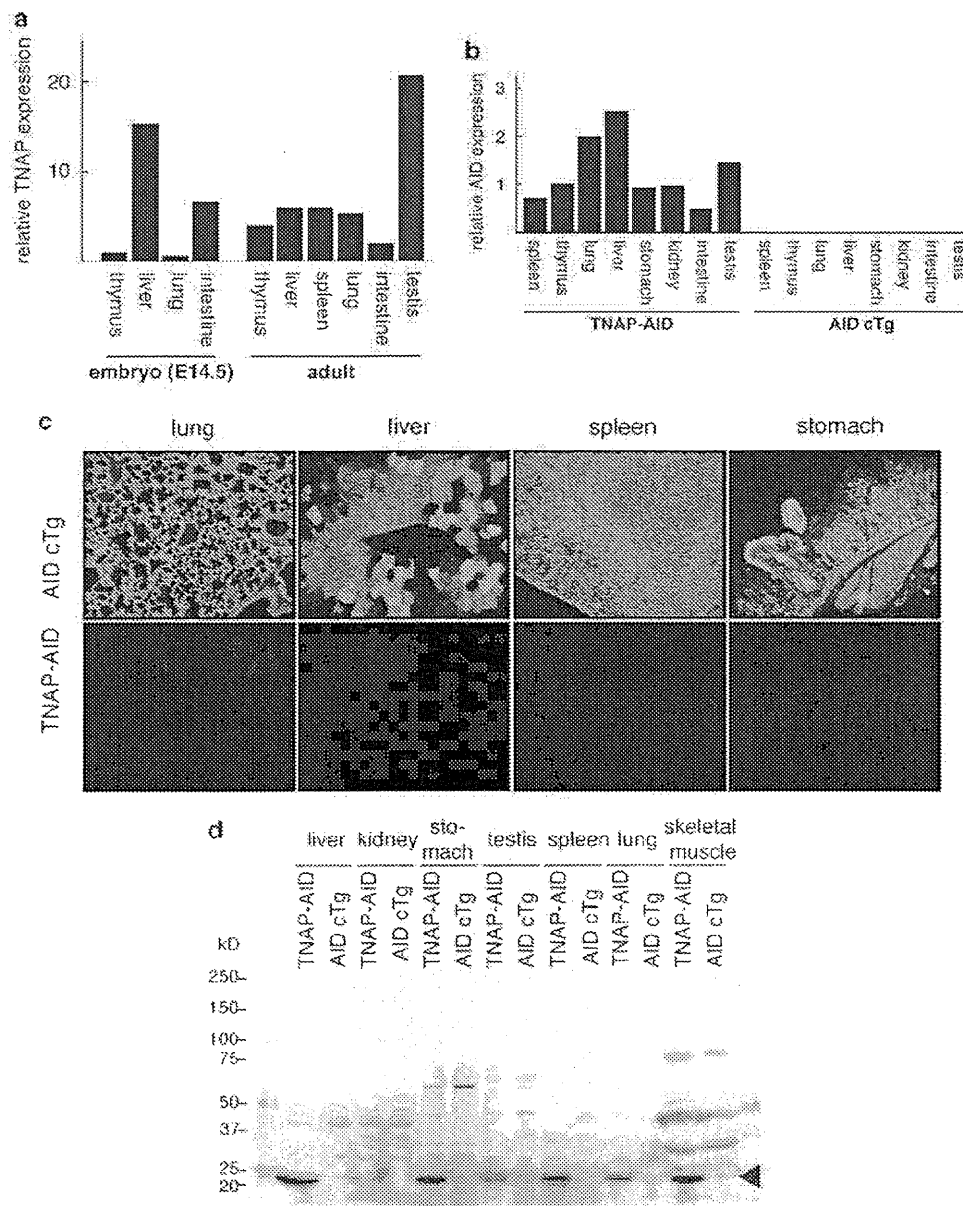 a
relative TNAP expression
20
10
thymus
liver
lung
intestine
thymus
liver
spleen
lung
intestine
testis
embryo (E14.5)
adult
b
relative AID expression
3
2
1
spleen
thymus
lung
liver
stomach
kidney
intestine
testis
spleen
thymus
lung
liver
stomach
kidney
intestine
testis
TNAP-AID
AID cTg
c
lung liver spleen stomach
AID cTg
TNAP-AID
d
liver kidney sto-mach testis spleen lung skeletal muscle
TNAP-AID
AID cTg
TNAP-AID
AID cTg
TNAP-AID
AID cTg
TNAP-AID
AID cTg
TNAP-AID
AID cTg
TNAP-AID
AID cTg
TNAP-AID
AID cTg
kD
250-
150-
100-
75-
50-
37-
25-
20-